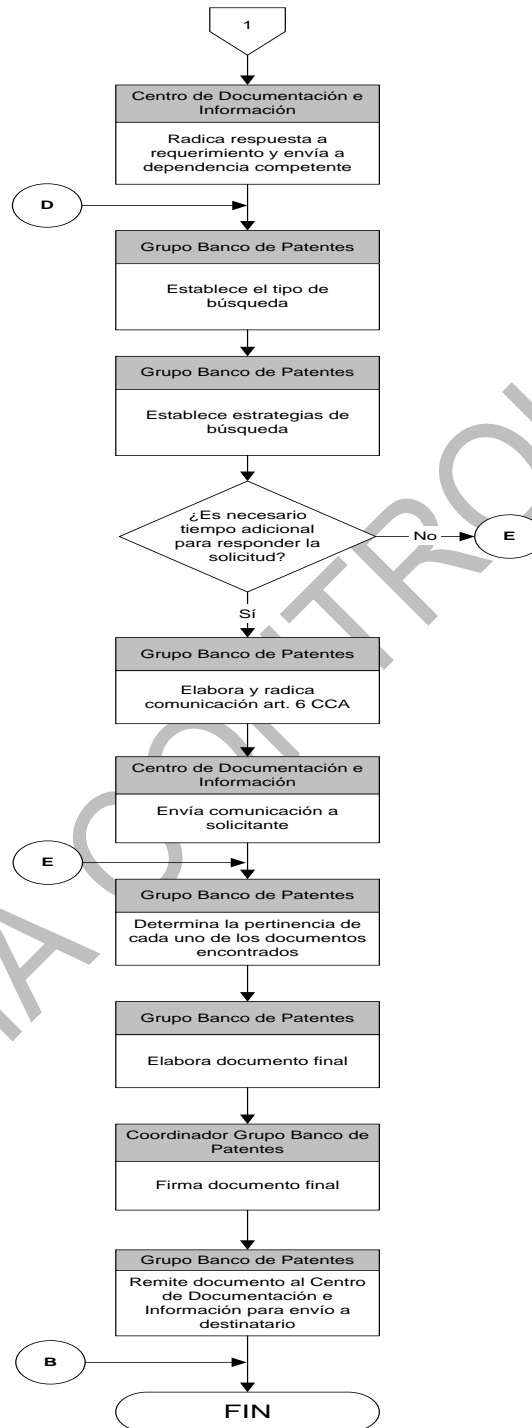 1
Centro de Documentación e
Información
Radica respuesta a
requerimiento y envía a
dependencia competente
D
Grupo Banco de Patentes
Establece el tipo de
búsqueda
Grupo Banco de Patentes
Establece estrategias de
búsqueda
¿Es necesario
tiempo adicional
para responder la
solicitud?
No
E
Sí
Grupo Banco de Patentes
Elabora y radica
comunicación art. 6 CCA
Centro de Documentación e
Información
Envía comunicación a
solicitante
E
Grupo Banco de Patentes
Determina la pertinencia de
cada uno de los documentos
encontrados
Grupo Banco de Patentes
Elabora documento final
Coordinador Grupo Banco de
Patentes
Firma documento final
Grupo Banco de Patentes
Remite documento al Centro
de Documentación e
Información para envío a
destinatario
B
FIN